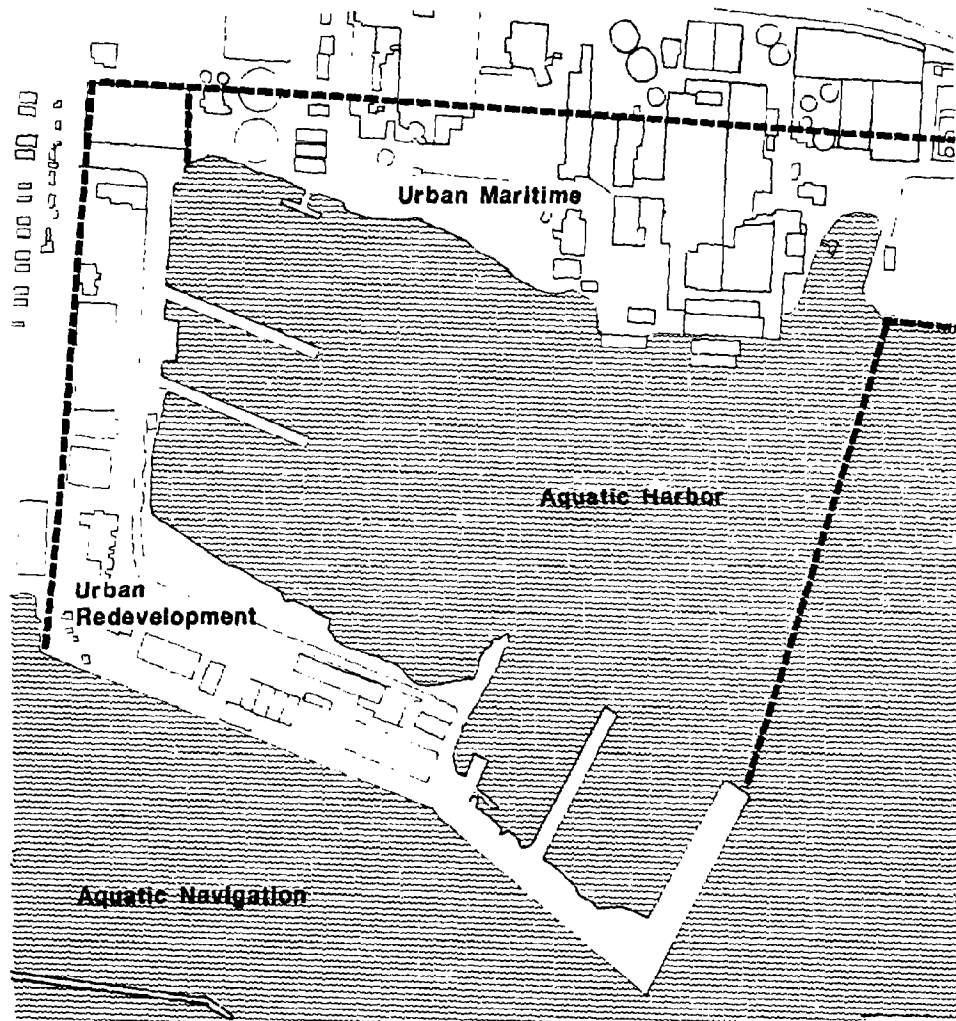 Urban Maritime
Aquatic Harbor
Urban
Redevelopment
Aquatic Navigation